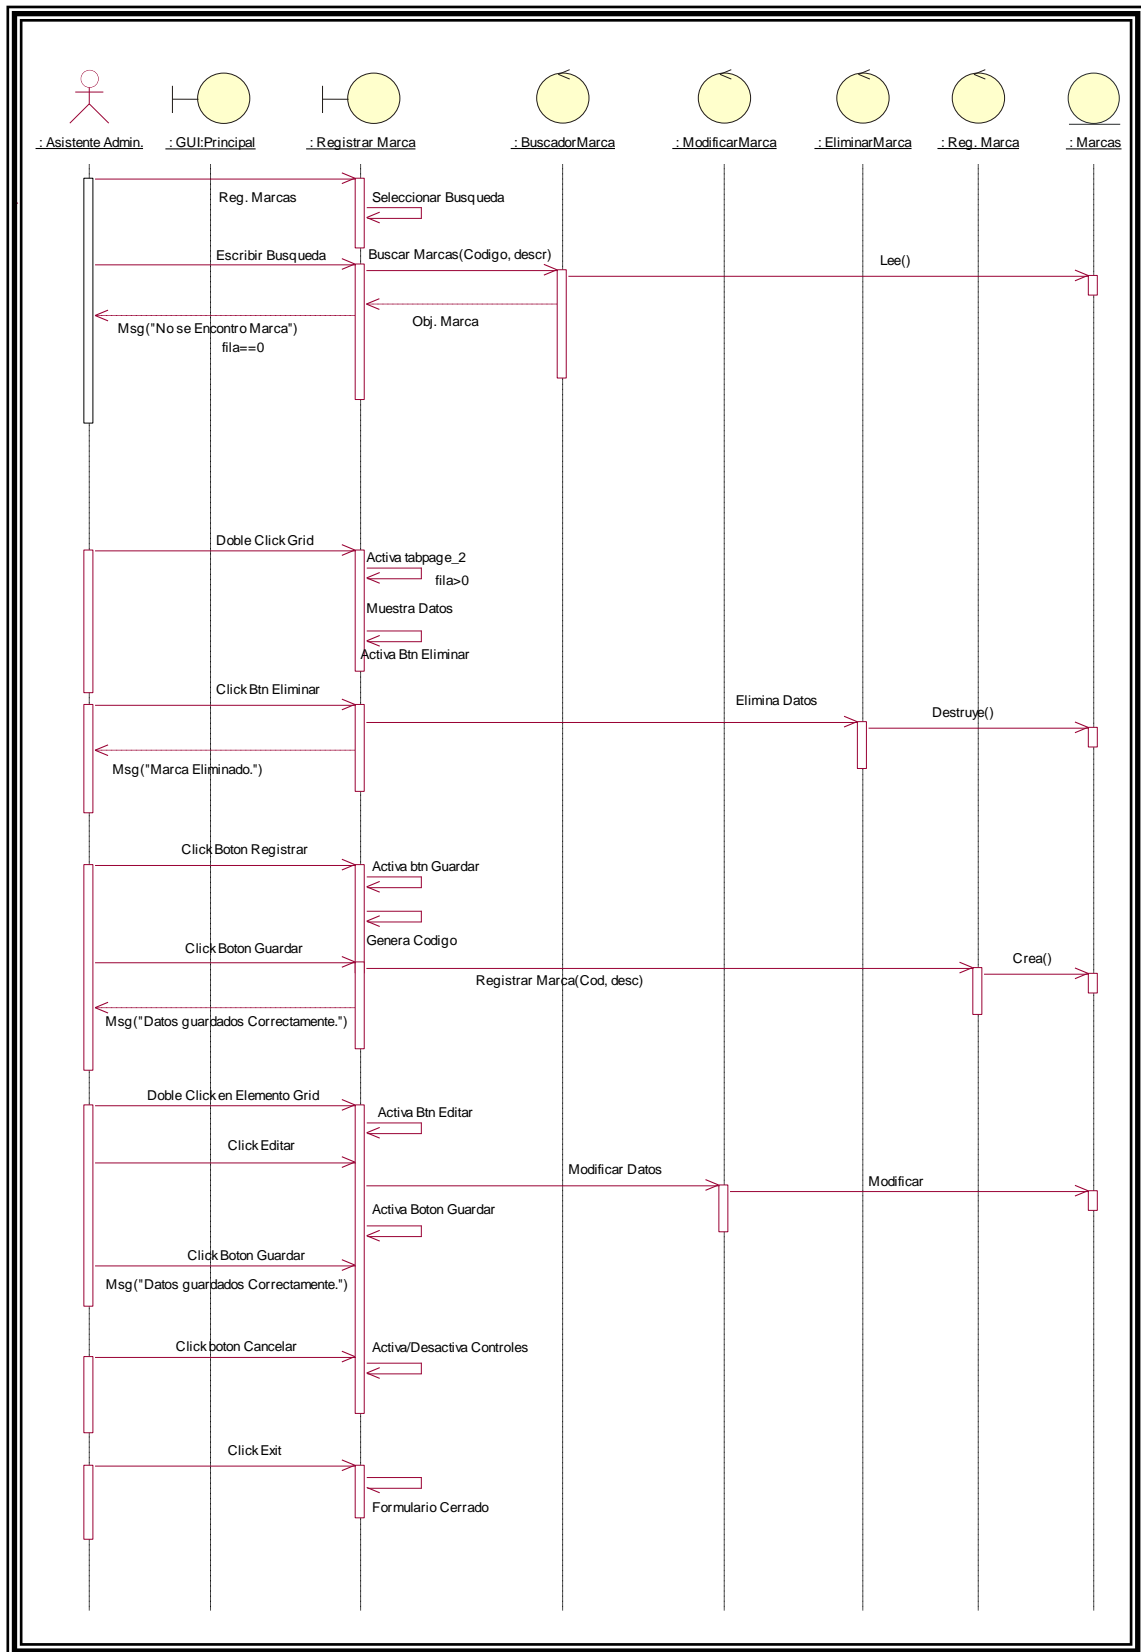 : Asistente Admin.
: GUI:Principal
: Registrar Marca
: BuscadorMarca
: ModificarMarca
: EliminarMarca
: Reg. Marca
: Marcas
Reg. Marcas
Seleccionar Busqueda
Escribir Busqueda
Buscar Marcas(Codigo, descr)
Lee()
Obj. Marca
Msg("No se Encontro Marca")
fila==0
Doble Click Grid
Activa tabpage_2
fila>0
Muestra Datos
Activa Btn Eliminar
Click Btn Eliminar
Elimina Datos
Destruye()
Msg("Marca Eliminado.")
Click Boton Registrar
Activa btn Guardar
Genera Codigo
Click Boton Guardar
Crea()
Registrar Marca(Cod, desc)
Msg("Datos guardados Correctamente.")
Doble Click en Elemento Grid
Activa Btn Editar
Click Editar
Modificar Datos
Modificar
Activa Boton Guardar
Click Boton Guardar
Msg("Datos guardados Correctamente.")
Click boton Cancelar
Activa/Desactiva Controles
Click Exit
Formulario Cerrado